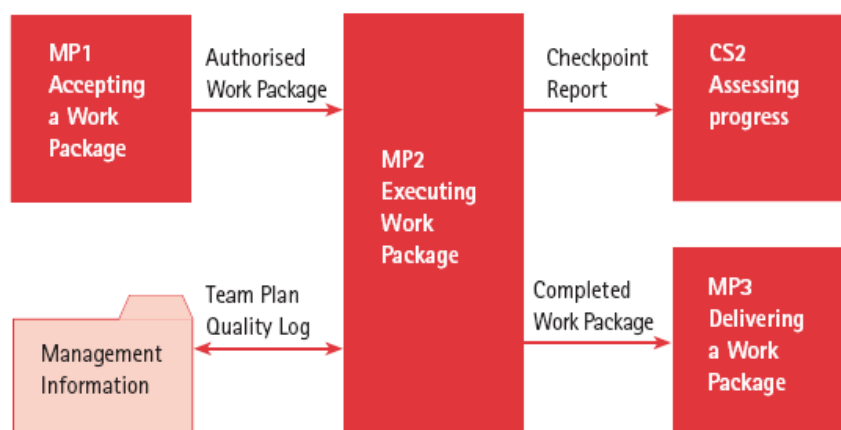 MP1
Accepting
a Work
Package
Authorised
Work Package
MP2
Executing
Work
Package
Checkpoint
Report
CS2
Assessing
progress
Management
Information
Team Plan
Quality Log
Completed
Work Package
MP3
Delivering
a Work
Package